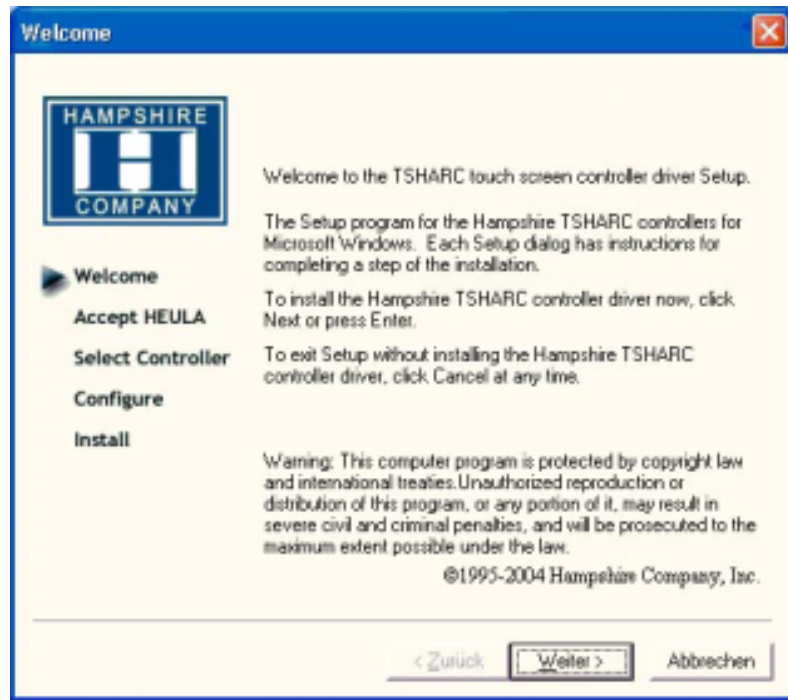 Welcome
HAMPSHIRE
H
COMPANY
Welcome
Accept HEULA
Select Controller
Configure
Install
Welcome to the TSHARC touch screen controller driver Setup.
The Setup program for the Hampshire TSHARC controllers for
Microsoft Windows. Each Setup dialog has instructions for
completing a step of the installation.
To install the Hampshire TSHARC controller driver now, click
Next or press Enter.
To exit Setup without installing the Hampshire TSHARC
controller driver, click Cancel at any time.
Warning: This computer program is protected by copyright law
and international treaties.Unauthorized reproduction or
distribution of this program, or any portion of it, may result in
severe civil and criminal penalties, and will be prosecuted to the
maximum extent possible under the law.
©1995-2004 Hampshire Company, Inc.
< Zurück Weiter > Abbrechen